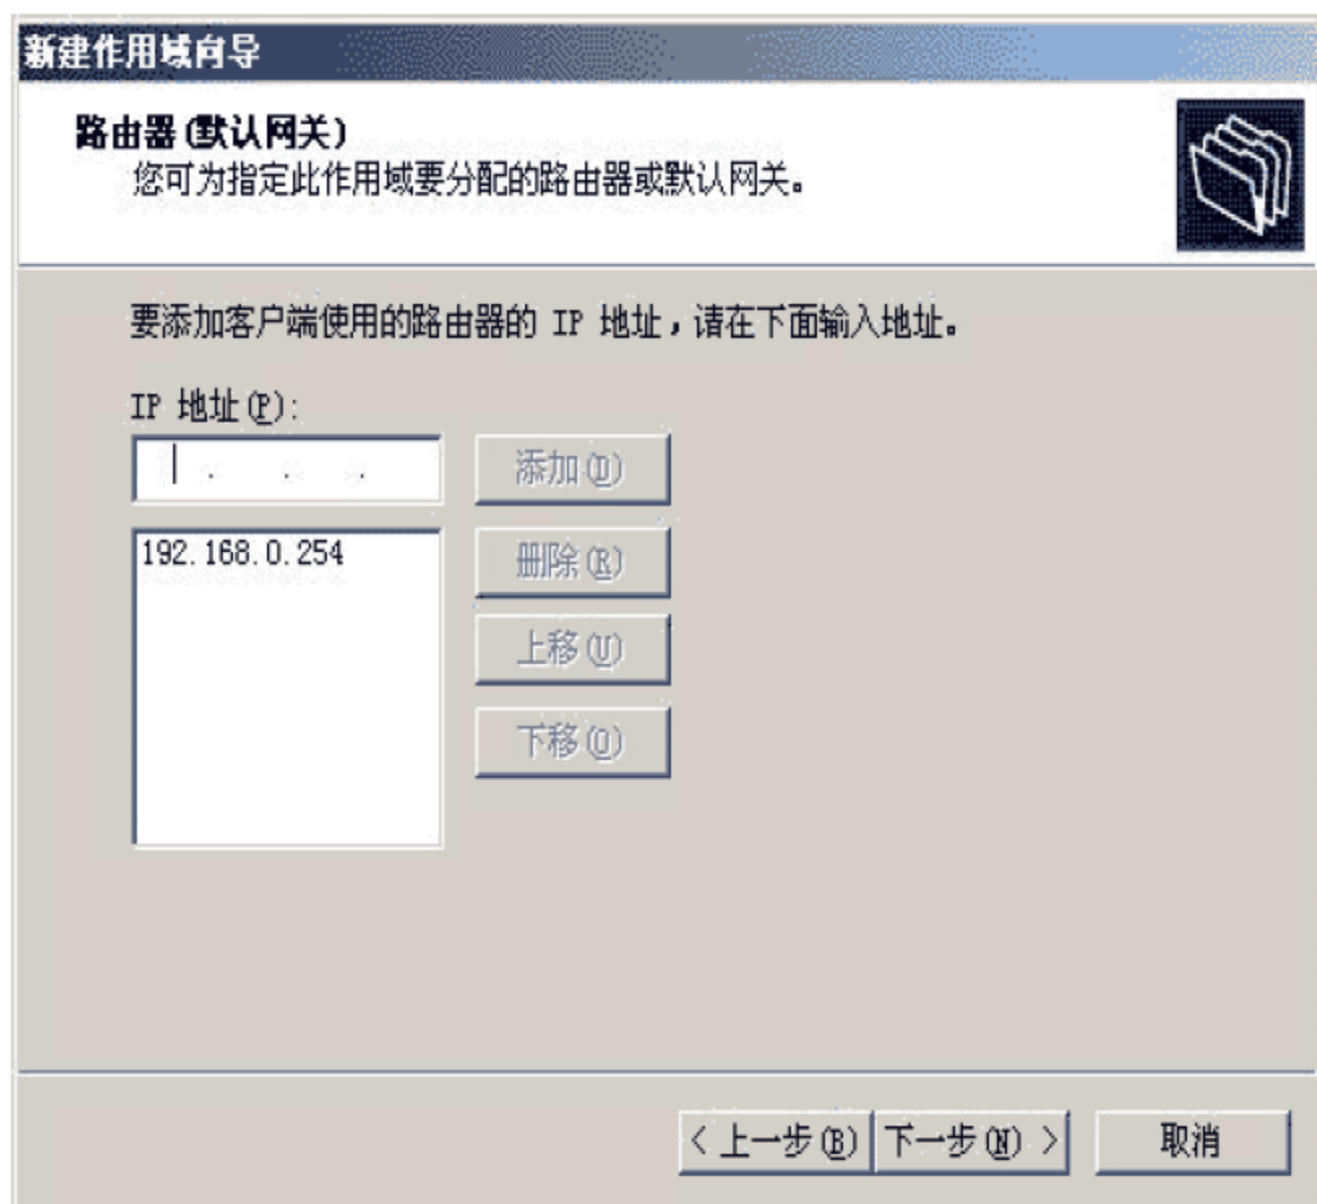 新建作用域向导
路由器(默认网关)
您可为指定此作用域要分配的路由器或默认网关。
要添加客户端使用的路由器的 IP 地址，请在下面输入地址。
IP 地址(P):
. . .
添加(D)
192.168.0.254
删除(R)
上移(U)
下移(O)
< 上一步(B)
下一步(N) >
取消